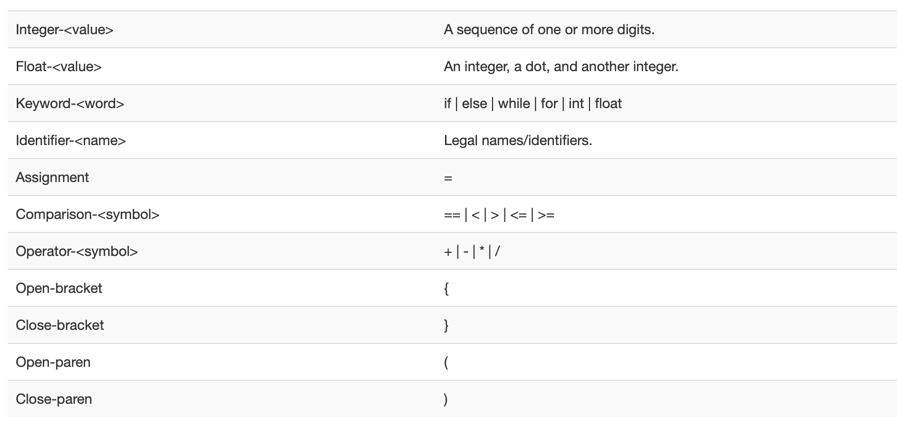 Integer-<value> A sequence of one or more digits.
Float-<value> An integer, a dot, and another integer.
Keyword-<word> if | else | while | for | int | float
Identifier-<name> Legal names/identifiers.
Assignment =
Comparison-<symbol> == | < | > | <= | >=
Operator-<symbol> + | - | * | /
Open-bracket {
Close-bracket }
Open-paren (
Close-paren )